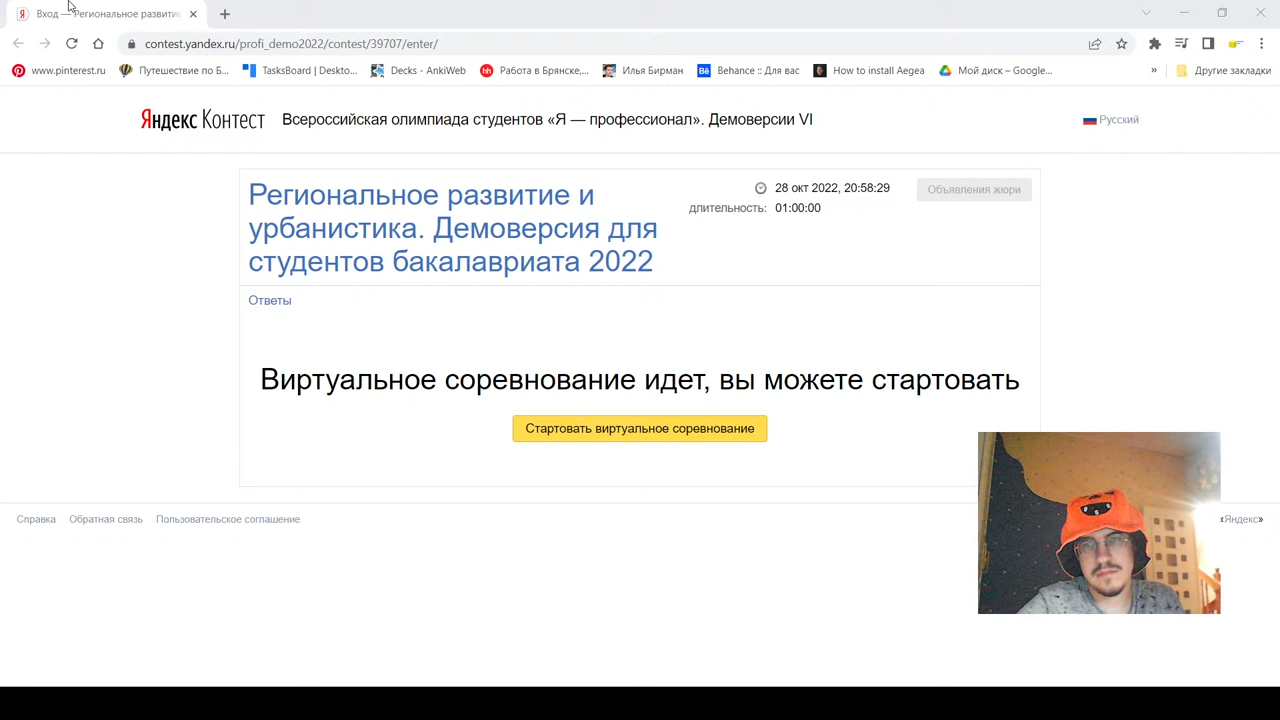 Вход — Региональное развитие
contest.yandex.ru/profi_demo2022/contest/39707/enter/
www.pinterest.ru Путешествие по Б... TasksBoard | Deskto... Decks - AnkiWeb Работа в Брянске,... Илья Бирман Behance :: Для вас How to install Aegea Мой диск – Google... » Другие закладки
Яндекс Контест Всероссийская олимпиада студентов «Я — профессионал». Демоверсии VI Русский
Региональное развитие и
урбанистика. Демоверсия для
студентов бакалавриата 2022
28 окт 2022, 20:58:29
длительность: 01:00:00
Объявления жюри
Ответы
Виртуальное соревнование идет, вы можете стартовать
Стартовать виртуальное соревнование
Справка Обратная связь Пользовательское соглашение «Яндекс»